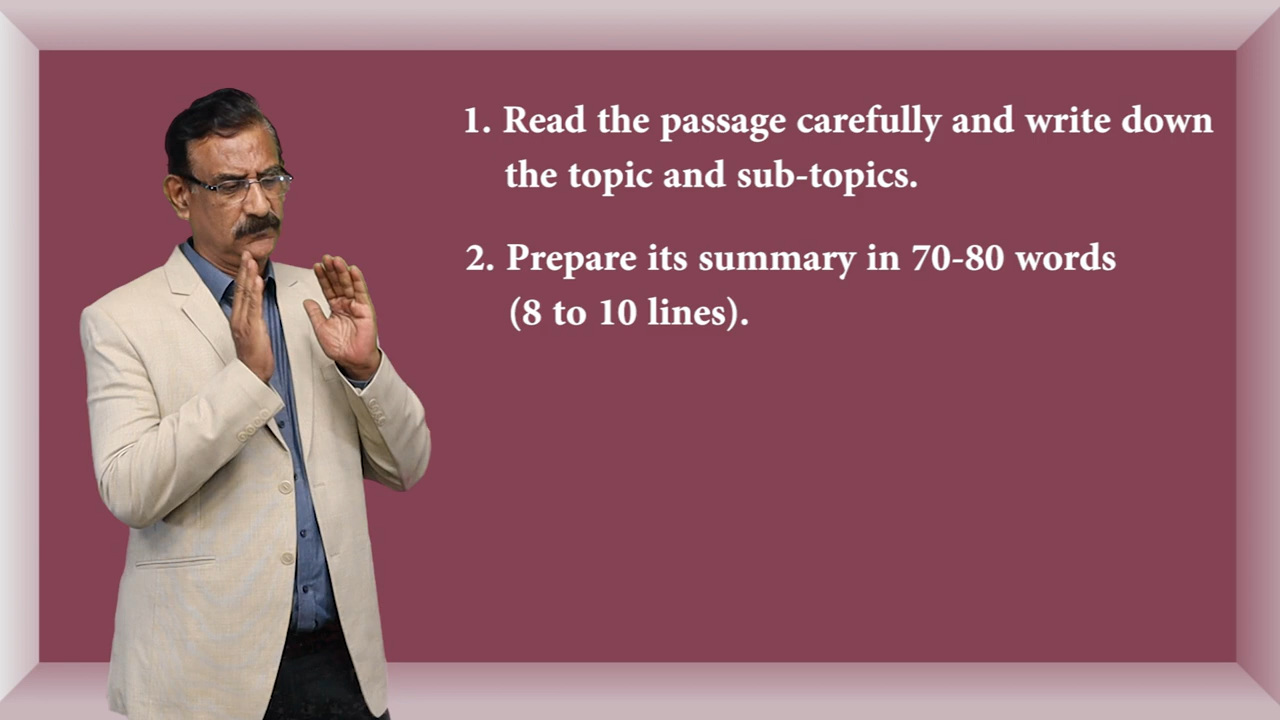 1. Read the passage carefully and write down
the topic and sub-topics.
2. Prepare its summary in 70-80 words
(8 to 10 lines).